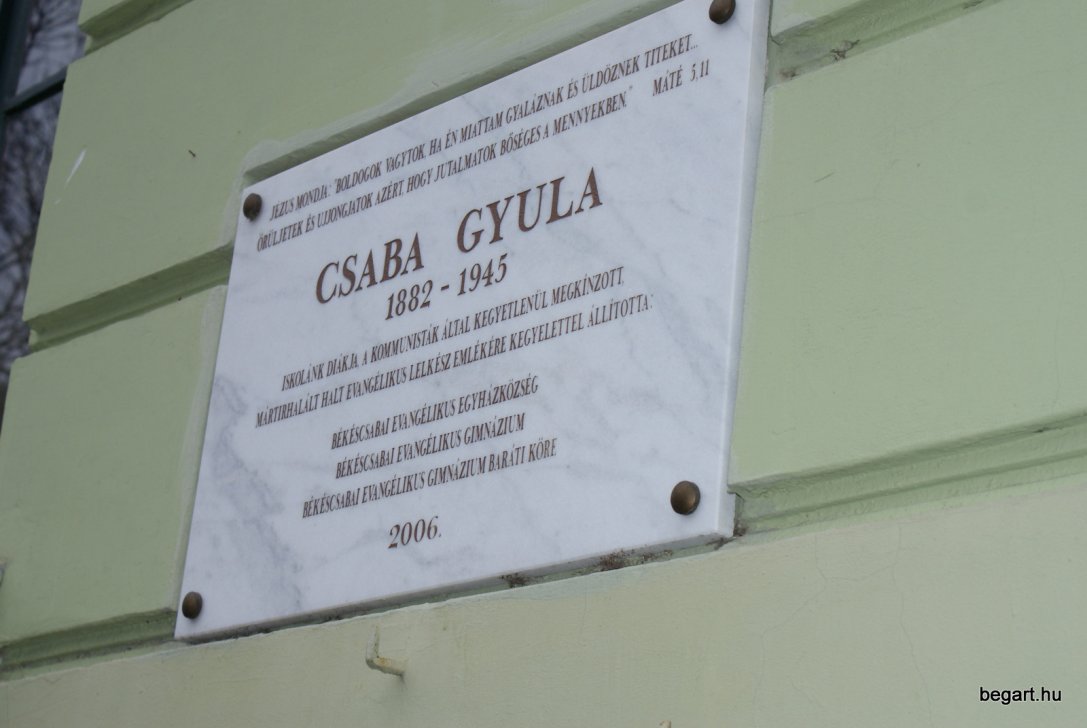 JÉZUS MONDJA: "BOLDOGOK VAGYTOK, HA ÉN MIATTAM GYALÁZNAK ÉS ÜLDÖZNEK TITEKET...
ÖRÜLJETEK ÉS UJJONGJATOK AZÉRT, HOGY JUTALMATOK BŐSÉGES A MENNYEKBEN." MÁTÉ 5,11
CSABA GYULA
1882 - 1945
ISKOLÁNK DIÁKJA, A KOMMUNISTÁK ÁLTAL KEGYETLENÜL MEGKÍNZOTT,
MÁRTIRHALÁLT HALT EVANGÉLIKUS LELKÉSZ EMLÉKÉRE KEGYELETTEL ÁLLÍTOTTA:
BÉKÉSCSABAI EVANGÉLIKUS EGYHÁZKÖZSÉG
BÉKÉSCSABAI EVANGÉLIKUS GIMNÁZIUM
BÉKÉSCSABAI EVANGÉLIKUS GIMNÁZIUM BARÁTI KÖRE
2006.
begart.hu